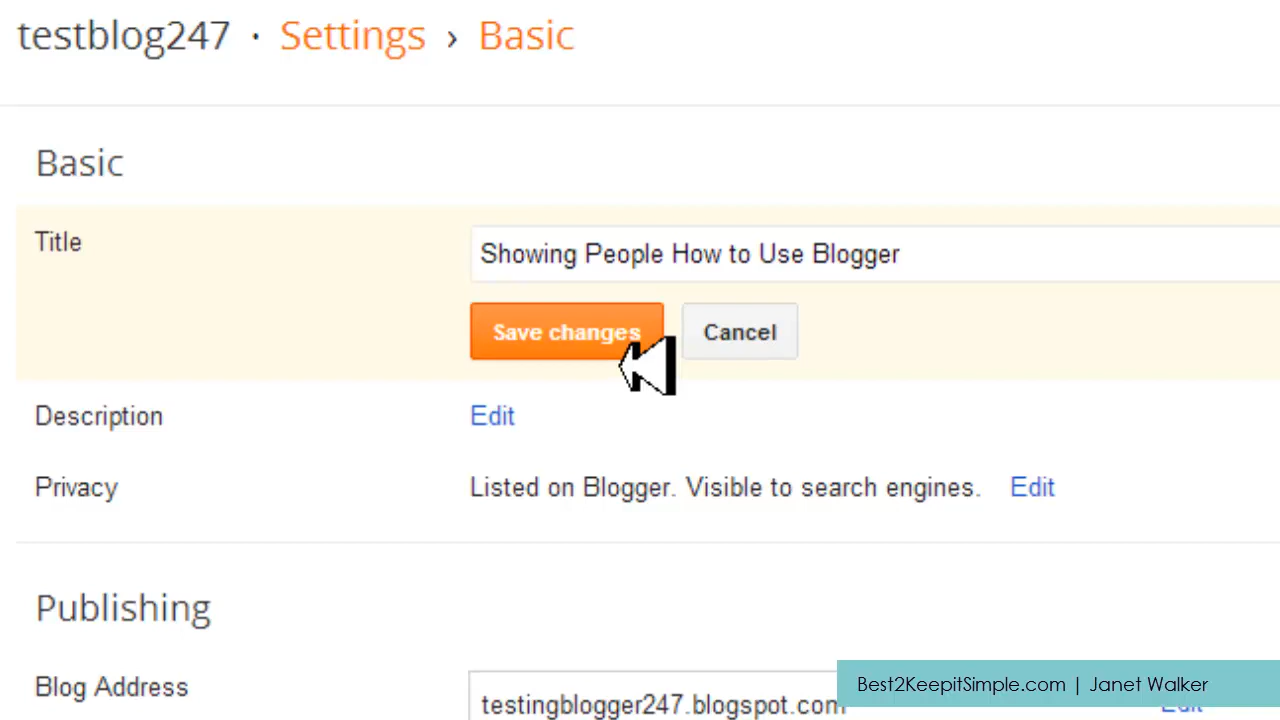 testblog247 · Settings › Basic
Basic
Title
Showing People How to Use Blogger
Save changes Cancel
Description Edit
Privacy Listed on Blogger. Visible to search engines. Edit
Publishing
Blog Address testingblogger247.blogspot.com Edit
Best2KeepitSimple.com | Janet Walker